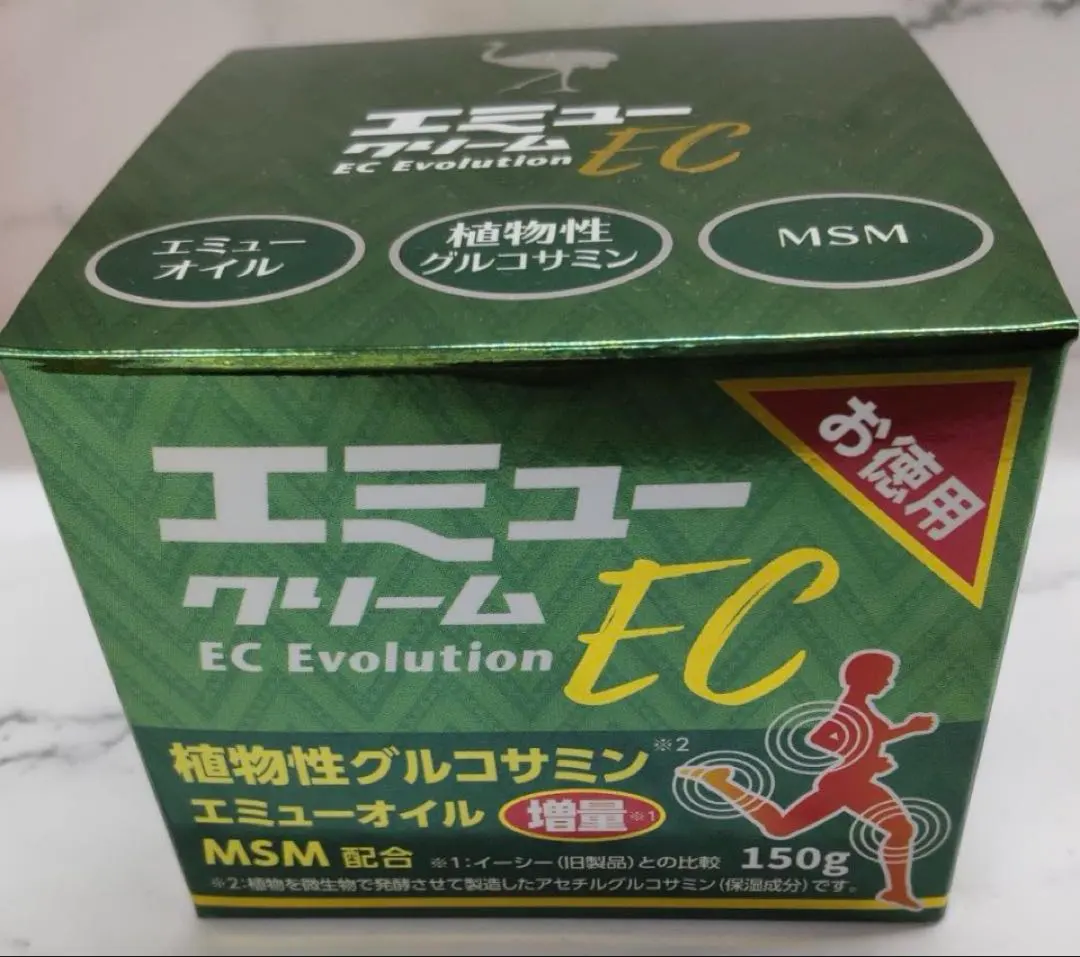 エミュー
クリーム EC
EC Evolution
エミュー
オイル
植物性
グルコサミン
MSM
お徳用
エミュー
クリーム EC
EC Evolution
植物性グルコサミン※2
エミューオイル 増量※1
MSM 配合 ※1:イーシー(旧製品)との比較 150g
※2:植物を微生物で発酵させて製造したアセチルグルコサミン(保湿成分)です。